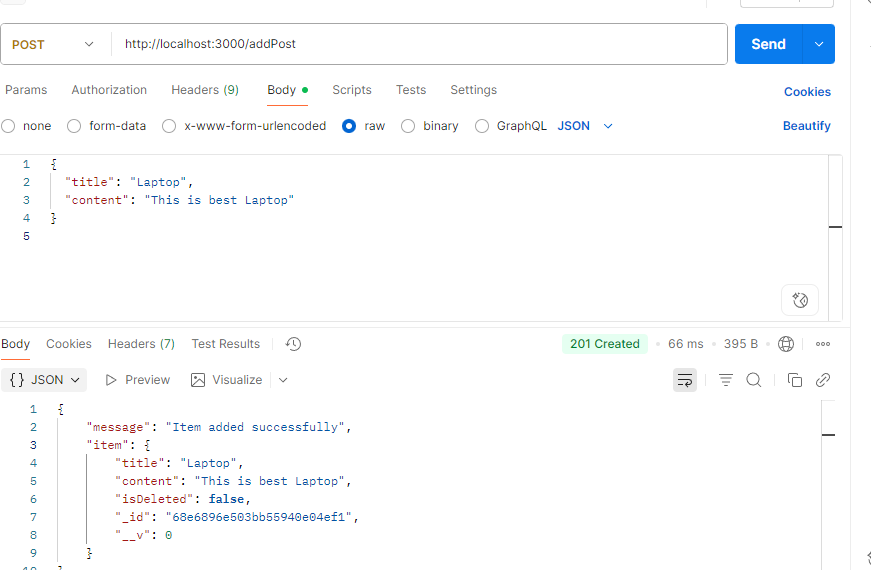 POST http://localhost:3000/addPost Send
Params Authorization Headers (9) Body Scripts Tests Settings Cookies
none form-data x-www-form-urlencoded raw binary GraphQL JSON Beautify
1 {
2 "title": "Laptop",
3 "content": "This is best Laptop"
4 }
5
Body Cookies Headers (7) Test Results 201 Created 66 ms 395 B
{} JSON Preview Visualize
1 {
2 "message": "Item added successfully",
3 "item": {
4 "title": "Laptop",
5 "content": "This is best Laptop",
6 "isDeleted": false,
7 "_id": "68e6896e503bb55940e04ef1",
8 "__v": 0
9 }